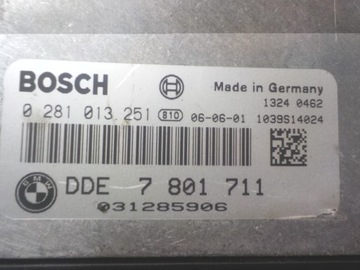 BOSCH
Made in Germany
1324 0462
0 281 013 251 810 06-06-01 1039S14024
BMW
DDE 7 801 711
031285906